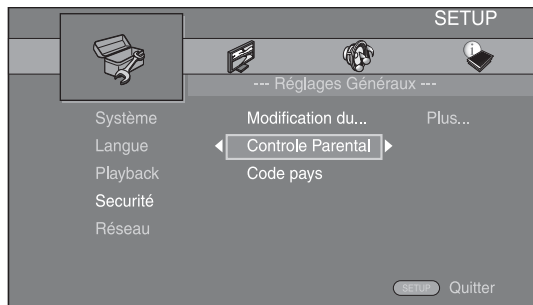 SETUP
--- Réglages Généraux ---
Système Modification du... Plus...
Langue Controle Parental
Playback Code pays
Securité
Réseau
SETUP Quitter